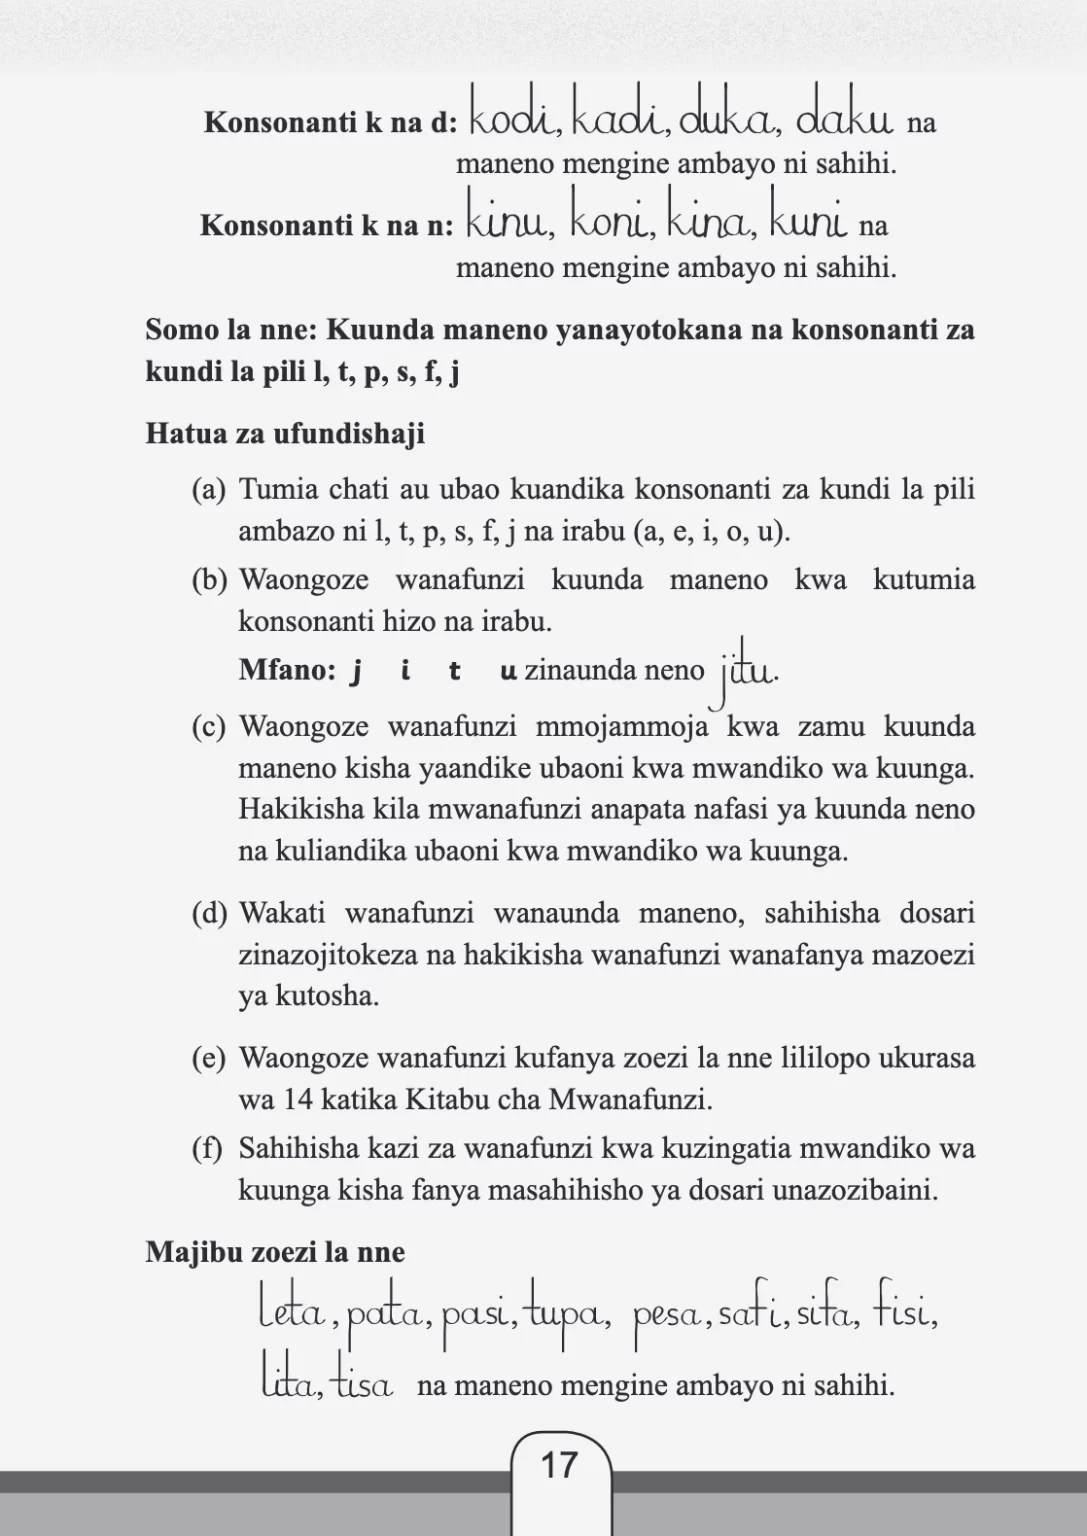 Konsonanti k na d: kodi, kadi, duka, daku na
maneno mengine ambayo ni sahihi.
Konsonanti k na n: kinu, koni, kina, kuni na
maneno mengine ambayo ni sahihi.
Somo la nne: Kuunda maneno yanayotokana na konsonanti za
kundi la pili l, t, p, s, f, j
Hatua za ufundishaji
(a) Tumia chati au ubao kuandika konsonanti za kundi la pili
ambazo ni l, t, p, s, f, j na irabu (a, e, i, o, u).
(b) Waongoze wanafunzi kuunda maneno kwa kutumia
konsonanti hizo na irabu.
Mfano: j i t u zinaunda neno jitu.
(c) Waongoze wanafunzi mmojammoja kwa zamu kuunda
maneno kisha yaandike ubaoni kwa mwandiko wa kuunga.
Hakikisha kila mwanafunzi anapata nafasi ya kuunda neno
na kuliandika ubaoni kwa mwandiko wa kuunga.
(d) Wakati wanafunzi wanaunda maneno, sahihisha dosari
zinazojitokeza na hakikisha wanafunzi wanafanya mazoezi
ya kutosha.
(e) Waongoze wanafunzi kufanya zoezi la nne lililopo ukurasa
wa 14 katika Kitabu cha Mwanafunzi.
(f) Sahihisha kazi za wanafunzi kwa kuzingatia mwandiko wa
kuunga kisha fanya masahihisho ya dosari unazozibaini.
Majibu zoezi la nne
leta, pata, pasi, tupa, pesa, safi, sifa, fisi,
lita, tisa na maneno mengine ambayo ni sahihi.
17